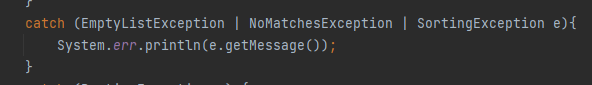 }
catch (EmptyListException | NoMatchesException | SortingException e){
System.err.println(e.getMessage());
}